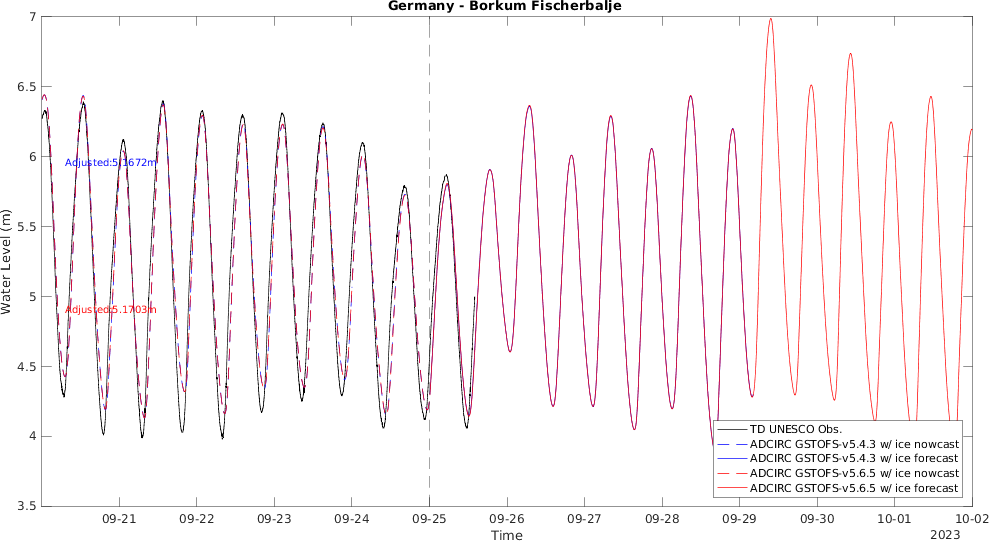 Germany - Borkum Fischerbalje
7
6.5
6
5.5
5
4.5
4
3.5
Water Level (m)
Adjusted:5.1672m
Adjusted:5.1703m
TD UNESCO Obs.
ADCIRC GSTOFS-v5.4.3 w/ ice nowcast
ADCIRC GSTOFS-v5.4.3 w/ ice forecast
ADCIRC GSTOFS-v5.6.5 w/ ice nowcast
ADCIRC GSTOFS-v5.6.5 w/ ice forecast
09-21 09-22 09-23 09-24 09-25 09-26 09-27 09-28 09-29 09-30 10-01 10-02
Time
2023